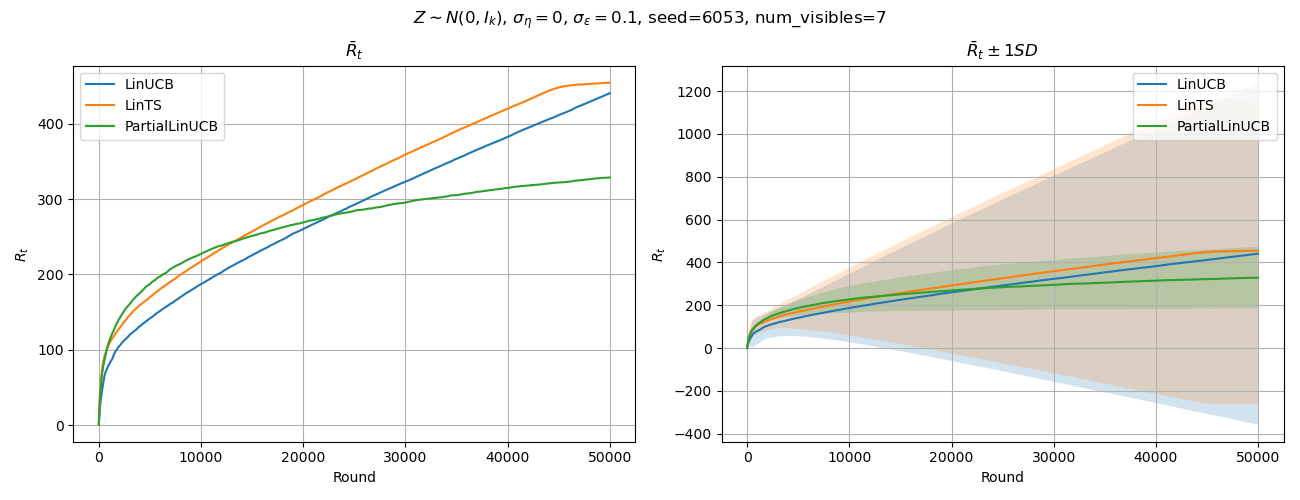 Z ~ N(0, I_k), σ_η = 0, σ_ε = 0.1, seed=6053, num_visibles=7
R̄_t
R_t
400
300
200
100
0
LinUCB
LinTS
PartialLinUCB
0 10000 20000 30000 40000 50000
Round
R̄_t ± 1SD
R_t
1200
1000
800
600
400
200
0
−200
−400
LinUCB
LinTS
PartialLinUCB
0 10000 20000 30000 40000 50000
Round